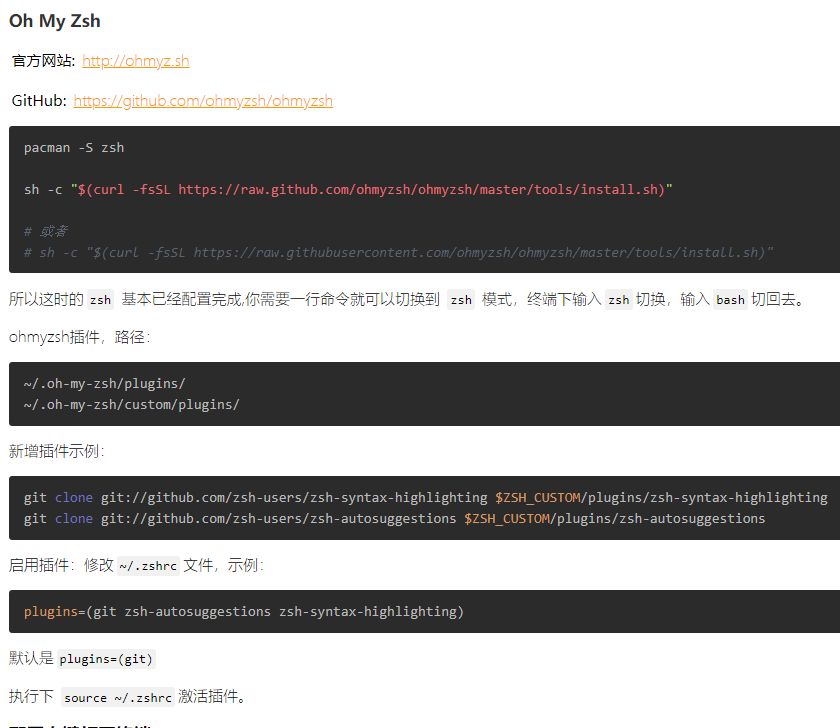 Oh My Zsh
官方网站: http://ohmyz.sh
GitHub: https://github.com/ohmyzsh/ohmyzsh
pacman -S zsh
sh -c "$(curl -fsSL https://raw.github.com/ohmyzsh/ohmyzsh/master/tools/install.sh)"
# 或者
# sh -c "$(curl -fsSL https://raw.githubusercontent.com/ohmyzsh/ohmyzsh/master/tools/install.sh)"
所以这时的 zsh 基本已经配置完成,你需要一行命令就可以切换到 zsh 模式，终端下输入 zsh 切换，输入 bash 切回去。
ohmyzsh插件，路径：
~/.oh-my-zsh/plugins/
~/.oh-my-zsh/custom/plugins/
新增插件示例：
git clone git://github.com/zsh-users/zsh-syntax-highlighting $ZSH_CUSTOM/plugins/zsh-syntax-highlighting
git clone git://github.com/zsh-users/zsh-autosuggestions $ZSH_CUSTOM/plugins/zsh-autosuggestions
启用插件：修改 ~/.zshrc 文件，示例：
plugins=(git zsh-autosuggestions zsh-syntax-highlighting)
默认是 plugins=(git)
执行下 source ~/.zshrc 激活插件。